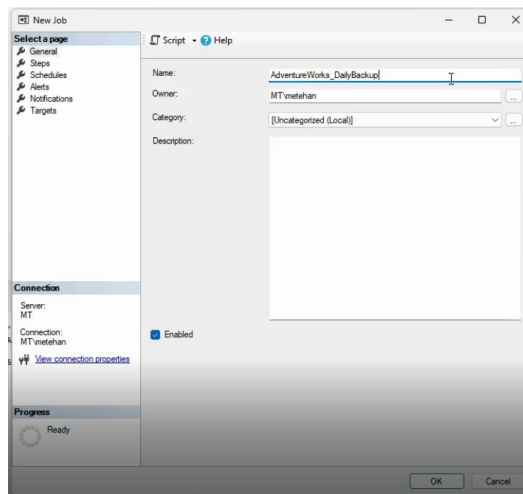 New Job
Select a page
General
Steps
Schedules
Alerts
Notifications
Targets
Script
Help
Name:
AdventureWorks_DailyBackup
Owner:
MT\metehan
...
Category:
[Uncategorized (Local)]
...
Description:
Enabled
Connection
Server:
MT
Connection:
MT\metehan
View connection properties
Progress
Ready
OK
Cancel